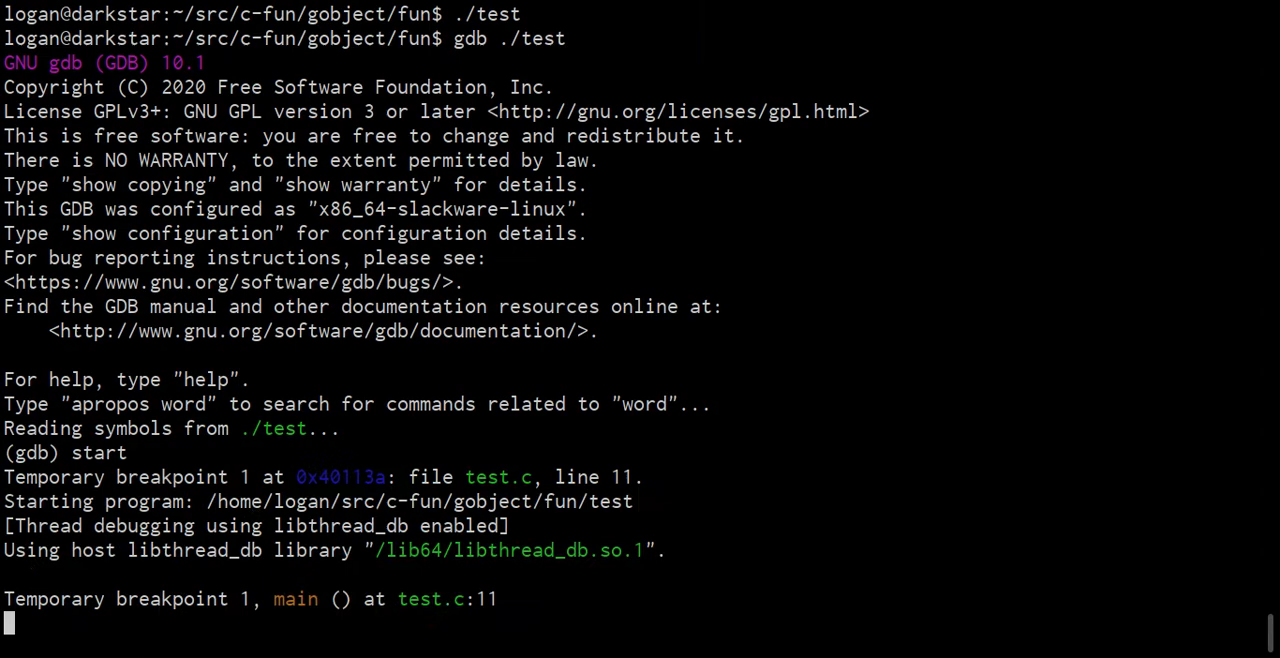 logan@darkstar:~/src/c-fun/gobject/fun$ ./test
logan@darkstar:~/src/c-fun/gobject/fun$ gdb ./test
GNU gdb (GDB) 10.1
Copyright (C) 2020 Free Software Foundation, Inc.
License GPLv3+: GNU GPL version 3 or later <http://gnu.org/licenses/gpl.html>
This is free software: you are free to change and redistribute it.
There is NO WARRANTY, to the extent permitted by law.
Type "show copying" and "show warranty" for details.
This GDB was configured as "x86_64-slackware-linux".
Type "show configuration" for configuration details.
For bug reporting instructions, please see:
<https://www.gnu.org/software/gdb/bugs/>.
Find the GDB manual and other documentation resources online at:
    <http://www.gnu.org/software/gdb/documentation/>.
For help, type "help".
Type "apropos word" to search for commands related to "word"...
Reading symbols from ./test...
(gdb) start
Temporary breakpoint 1 at 0x40113a: file test.c, line 11.
Starting program: /home/logan/src/c-fun/gobject/fun/test
[Thread debugging using libthread_db enabled]
Using host libthread_db library "/lib64/libthread_db.so.1".
Temporary breakpoint 1, main () at test.c:11